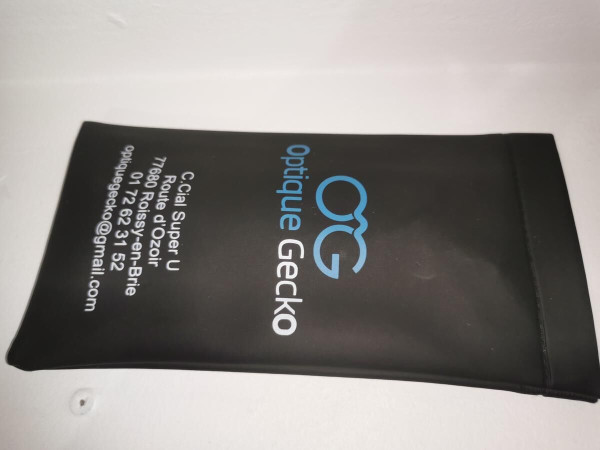 OG
Optique Gecko
C.Cial Super U
Route d'Ozoir
77680 Roissy-en-Brie
01 72 62 31 52
optiquegecko@gmail.com